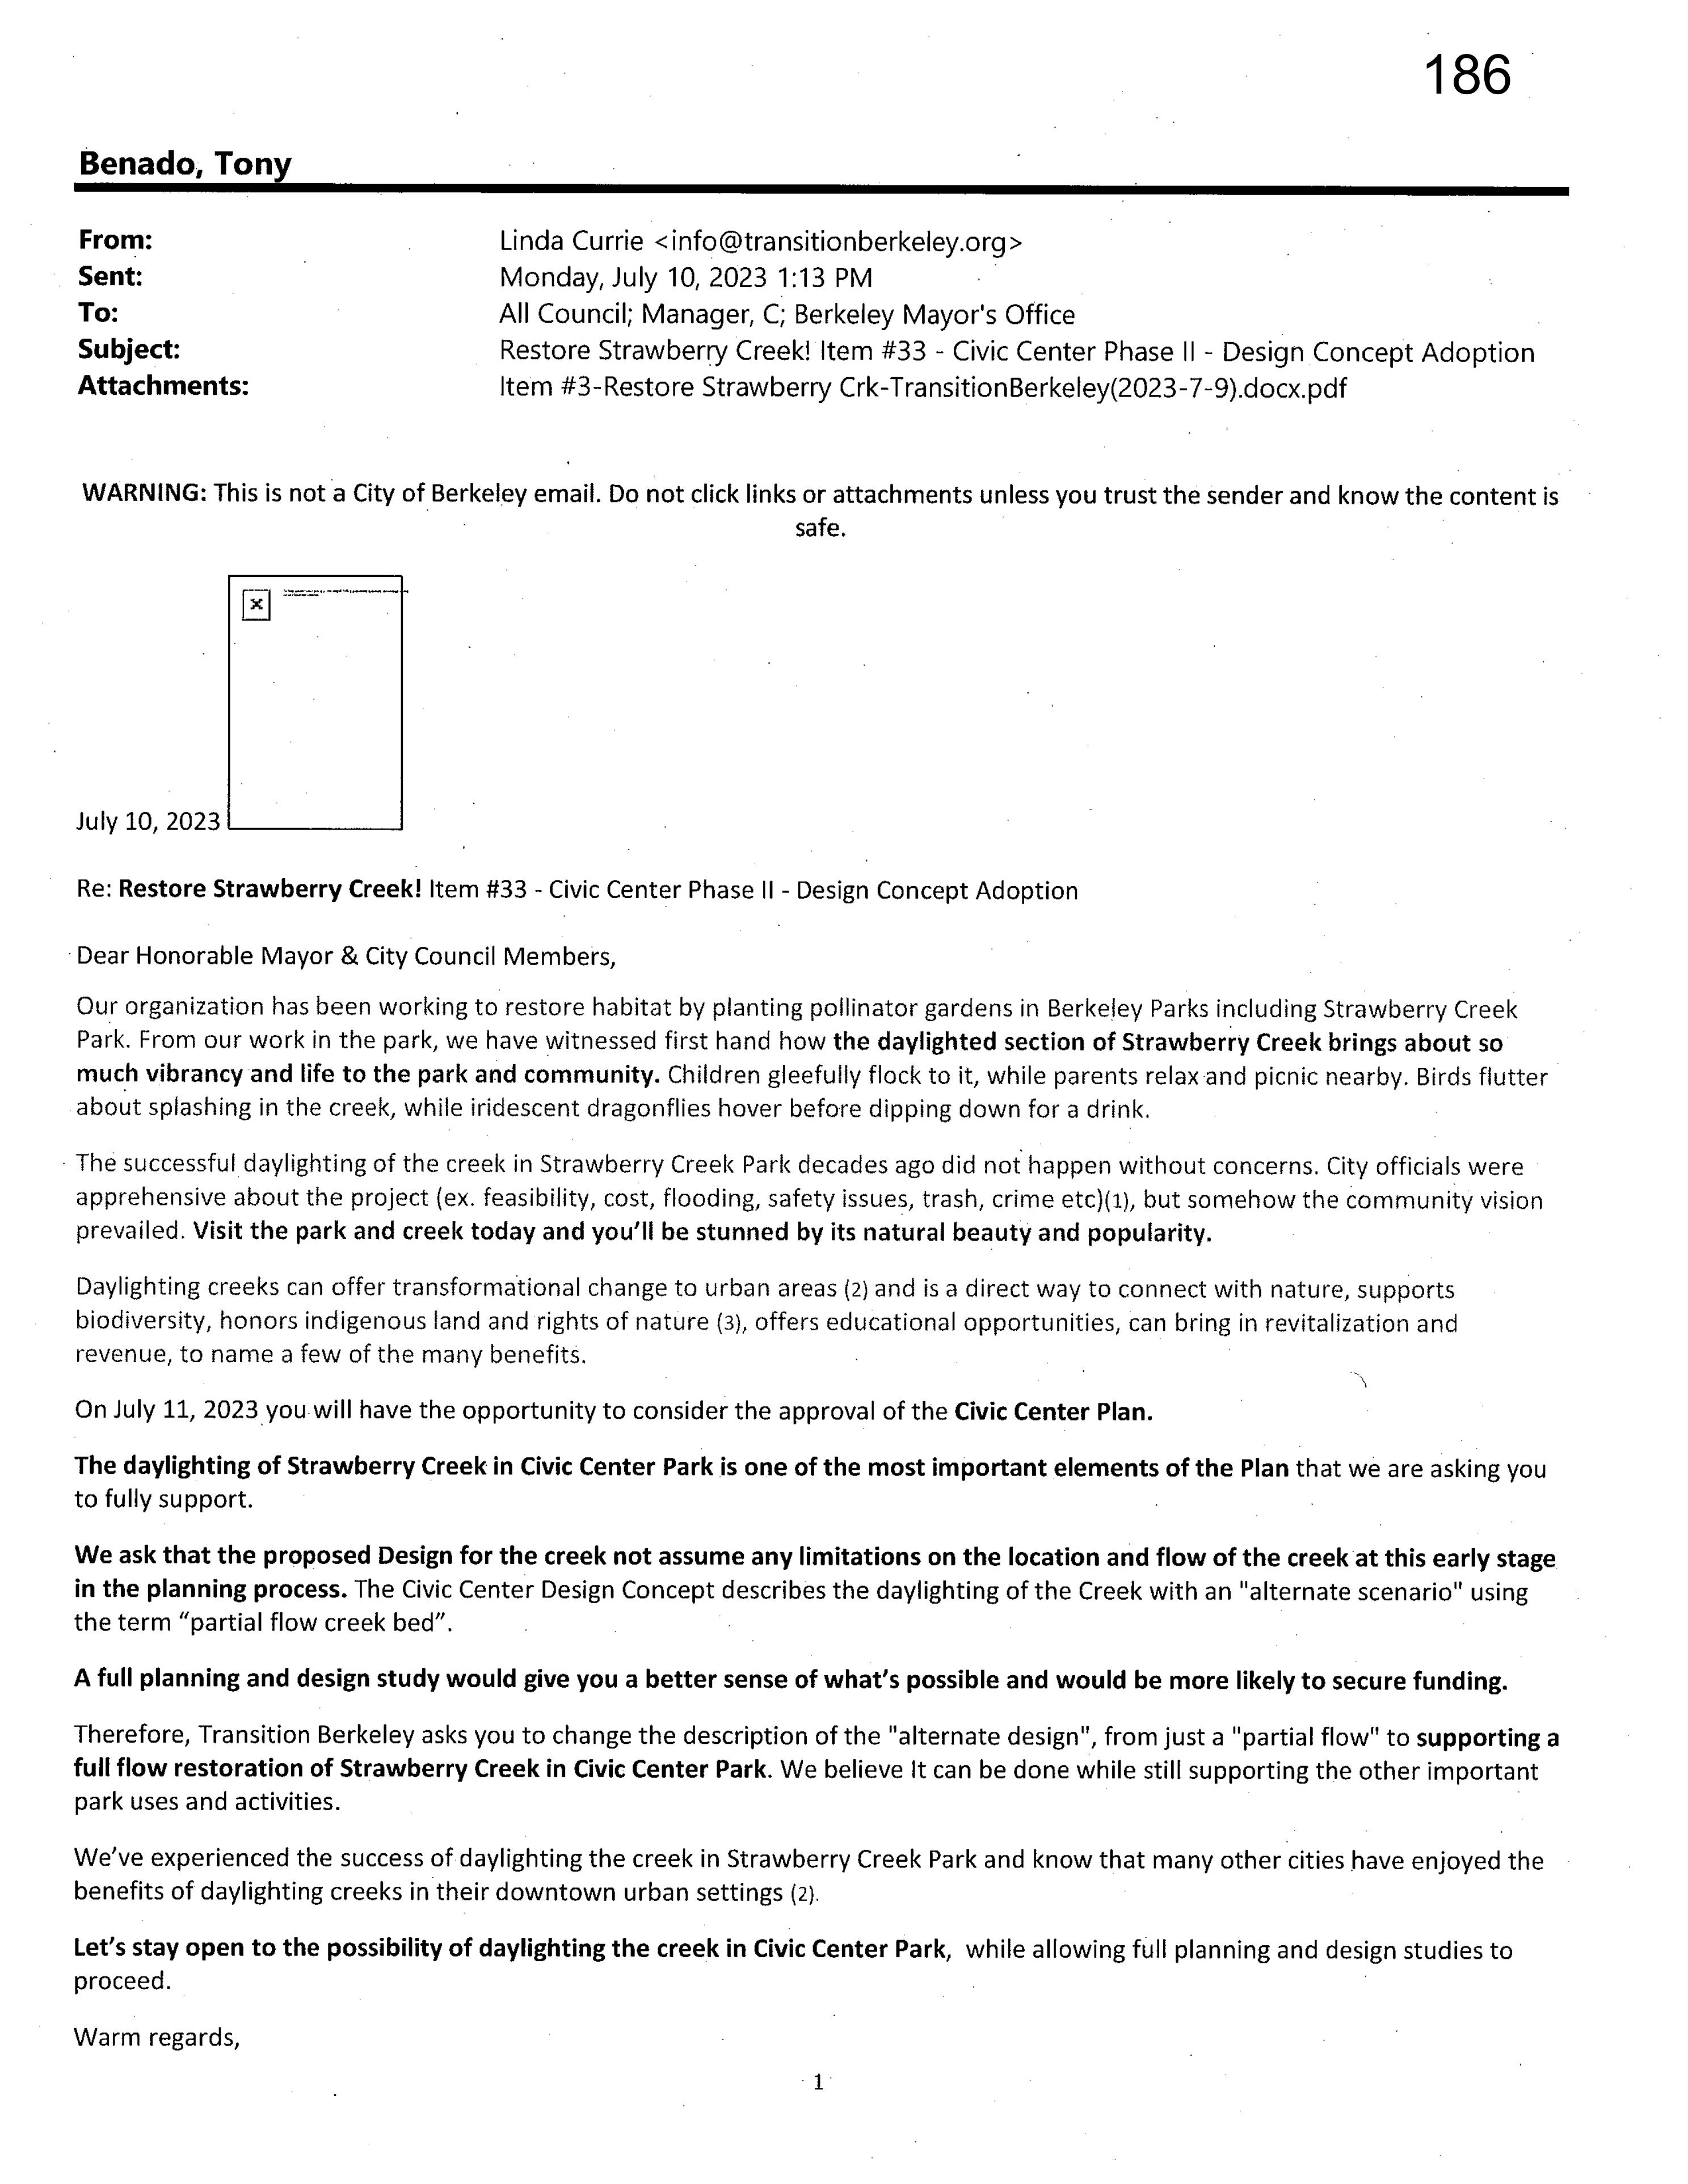 186
Benado, Tony
From: Linda Currie <info@transitionberkeley.org>
Sent: Monday, July 10, 2023 1:13 PM
To: All Council; Manager, C; Berkeley Mayor's Office
Subject: Restore Strawberry Creek! Item #33 - Civic Center Phase II - Design Concept Adoption
Attachments: Item #3-Restore Strawberry Crk-TransitionBerkeley(2023-7-9).docx.pdf
WARNING: This is not a City of Berkeley email. Do not click links or attachments unless you trust the sender and know the content is
safe.
July 10, 2023
Re: Restore Strawberry Creek! Item #33 - Civic Center Phase II - Design Concept Adoption
Dear Honorable Mayor & City Council Members,
Our organization has been working to restore habitat by planting pollinator gardens in Berkeley Parks including Strawberry Creek
Park. From our work in the park, we have witnessed first hand how the daylighted section of Strawberry Creek brings about so
much vibrancy and life to the park and community. Children gleefully flock to it, while parents relax and picnic nearby. Birds flutter
about splashing in the creek, while iridescent dragonflies hover before dipping down for a drink.
The successful daylighting of the creek in Strawberry Creek Park decades ago did not happen without concerns. City officials were
apprehensive about the project (ex. feasibility, cost, flooding, safety issues, trash, crime etc)(1), but somehow the community vision
prevailed. Visit the park and creek today and you'll be stunned by its natural beauty and popularity.
Daylighting creeks can offer transformational change to urban areas (2) and is a direct way to connect with nature, supports
biodiversity, honors indigenous land and rights of nature (3), offers educational opportunities, can bring in revitalization and
revenue, to name a few of the many benefits.
On July 11, 2023 you will have the opportunity to consider the approval of the Civic Center Plan.
The daylighting of Strawberry Creek in Civic Center Park is one of the most important elements of the Plan that we are asking you
to fully support.
We ask that the proposed Design for the creek not assume any limitations on the location and flow of the creek at this early stage
in the planning process. The Civic Center Design Concept describes the daylighting of the Creek with an "alternate scenario" using
the term “partial flow creek bed”.
A full planning and design study would give you a better sense of what's possible and would be more likely to secure funding.
Therefore, Transition Berkeley asks you to change the description of the "alternate design", from just a "partial flow" to supporting a
full flow restoration of Strawberry Creek in Civic Center Park. We believe It can be done while still supporting the other important
park uses and activities.
We've experienced the success of daylighting the creek in Strawberry Creek Park and know that many other cities have enjoyed the
benefits of daylighting creeks in their downtown urban settings (2).
Let's stay open to the possibility of daylighting the creek in Civic Center Park, while allowing full planning and design studies to
proceed.
Warm regards,
1